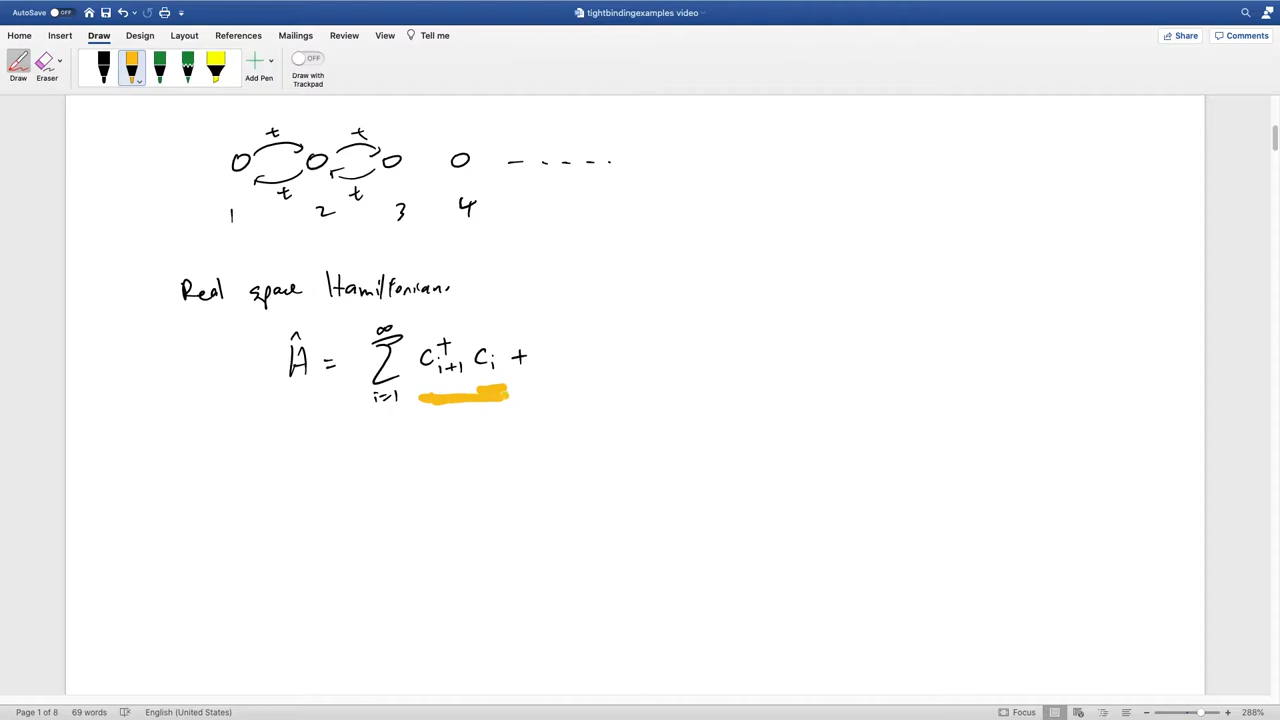 AutoSave OFF tightbindingexamples video
Home Insert Draw Design Layout References Mailings Review View Tell me Share Comments
OFF
Draw Eraser Add Pen Draw with Trackpad
t t
O O O O - - - - -
t t
1 2 3 4
Real space Hamiltonian.
Ĥ = ∑_{i=1}^{∞} c†_{i+1} c_i +
Page 1 of 8 69 words English (United States) Focus 288%